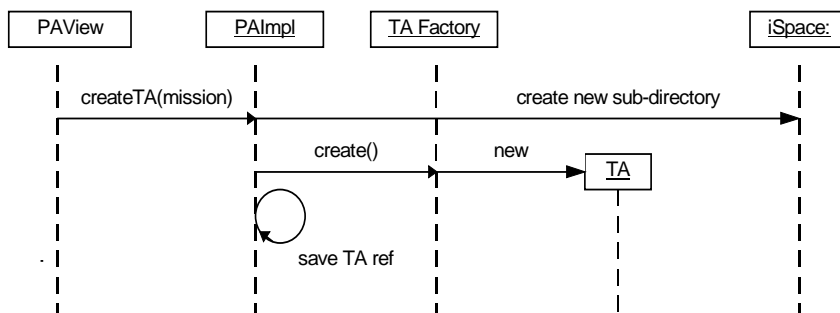 PAView
PAImpl
TA Factory
iSpace:
createTA(mission)
create new sub-directory
create()
new
TA
save TA ref
.